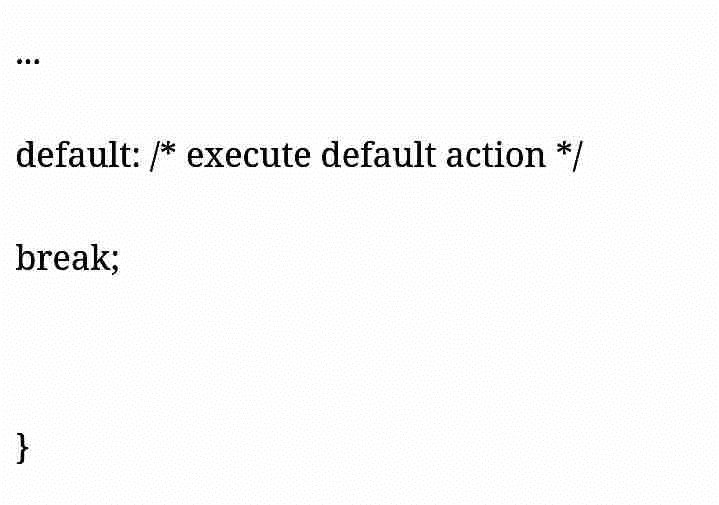 ...
default: /* execute default action */
break;
}